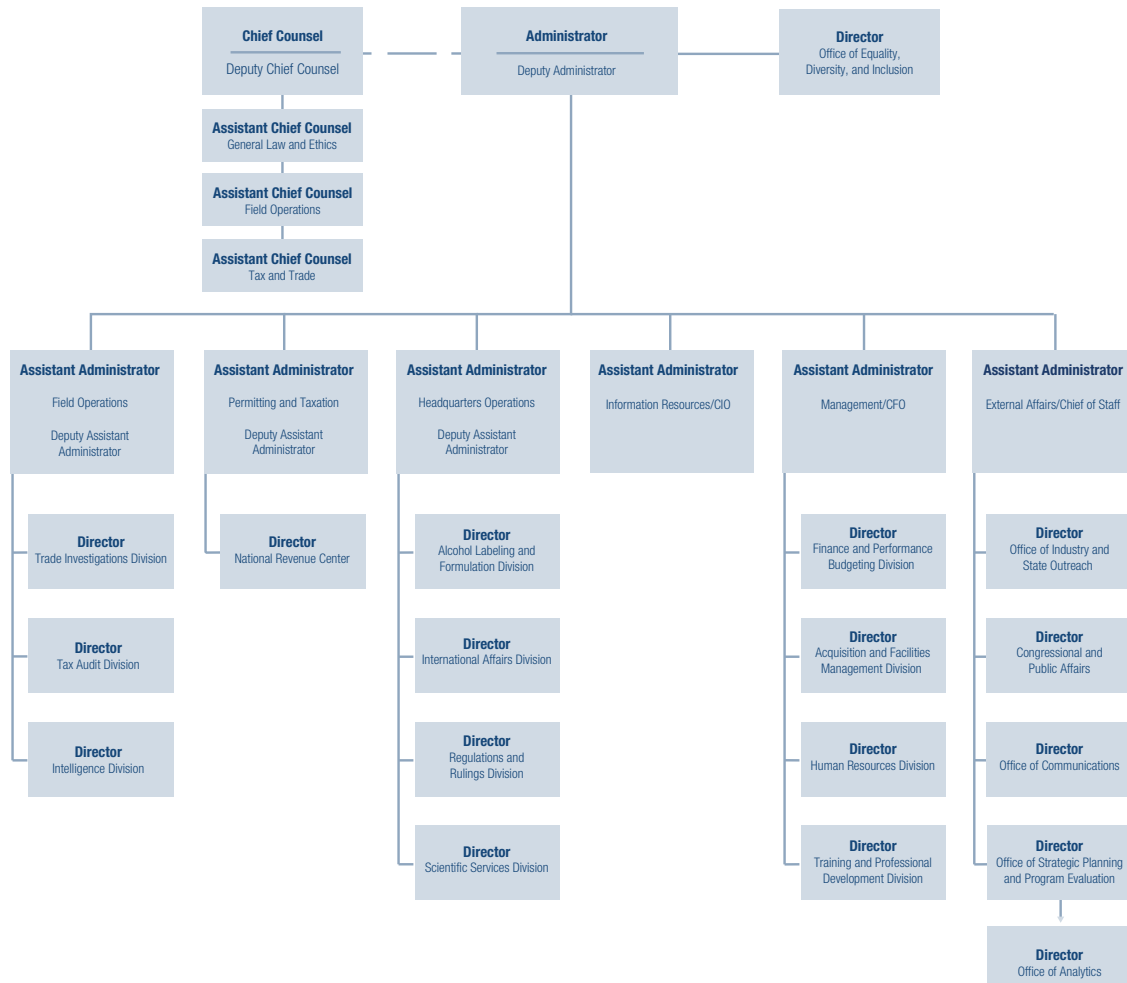 Chief Counsel
Deputy Chief Counsel
Administrator
Deputy Administrator
Director
Office of Equality,
Diversity, and Inclusion
Assistant Chief Counsel
General Law and Ethics
Assistant Chief Counsel
Field Operations
Assistant Chief Counsel
Tax and Trade
Assistant Administrator
Field Operations
Deputy Assistant
Administrator
Director
Trade Investigations Division
Director
Tax Audit Division
Director
Intelligence Division
Assistant Administrator
Permitting and Taxation
Deputy Assistant
Administrator
Director
National Revenue Center
Assistant Administrator
Headquarters Operations
Deputy Assistant
Administrator
Director
Alcohol Labeling and
Formulation Division
Director
International Affairs Division
Director
Regulations and
Rulings Division
Director
Scientific Services Division
Assistant Administrator
Information Resources/CIO
Assistant Administrator
Management/CFO
Director
Finance and Performance
Budgeting Division
Director
Acquisition and Facilities
Management Division
Director
Human Resources Division
Director
Training and Professional
Development Division
Assistant Administrator
External Affairs/Chief of Staff
Director
Office of Industry and
State Outreach
Director
Congressional and
Public Affairs
Director
Office of Communications
Director
Office of Strategic Planning
and Program Evaluation
Director
Office of Analytics